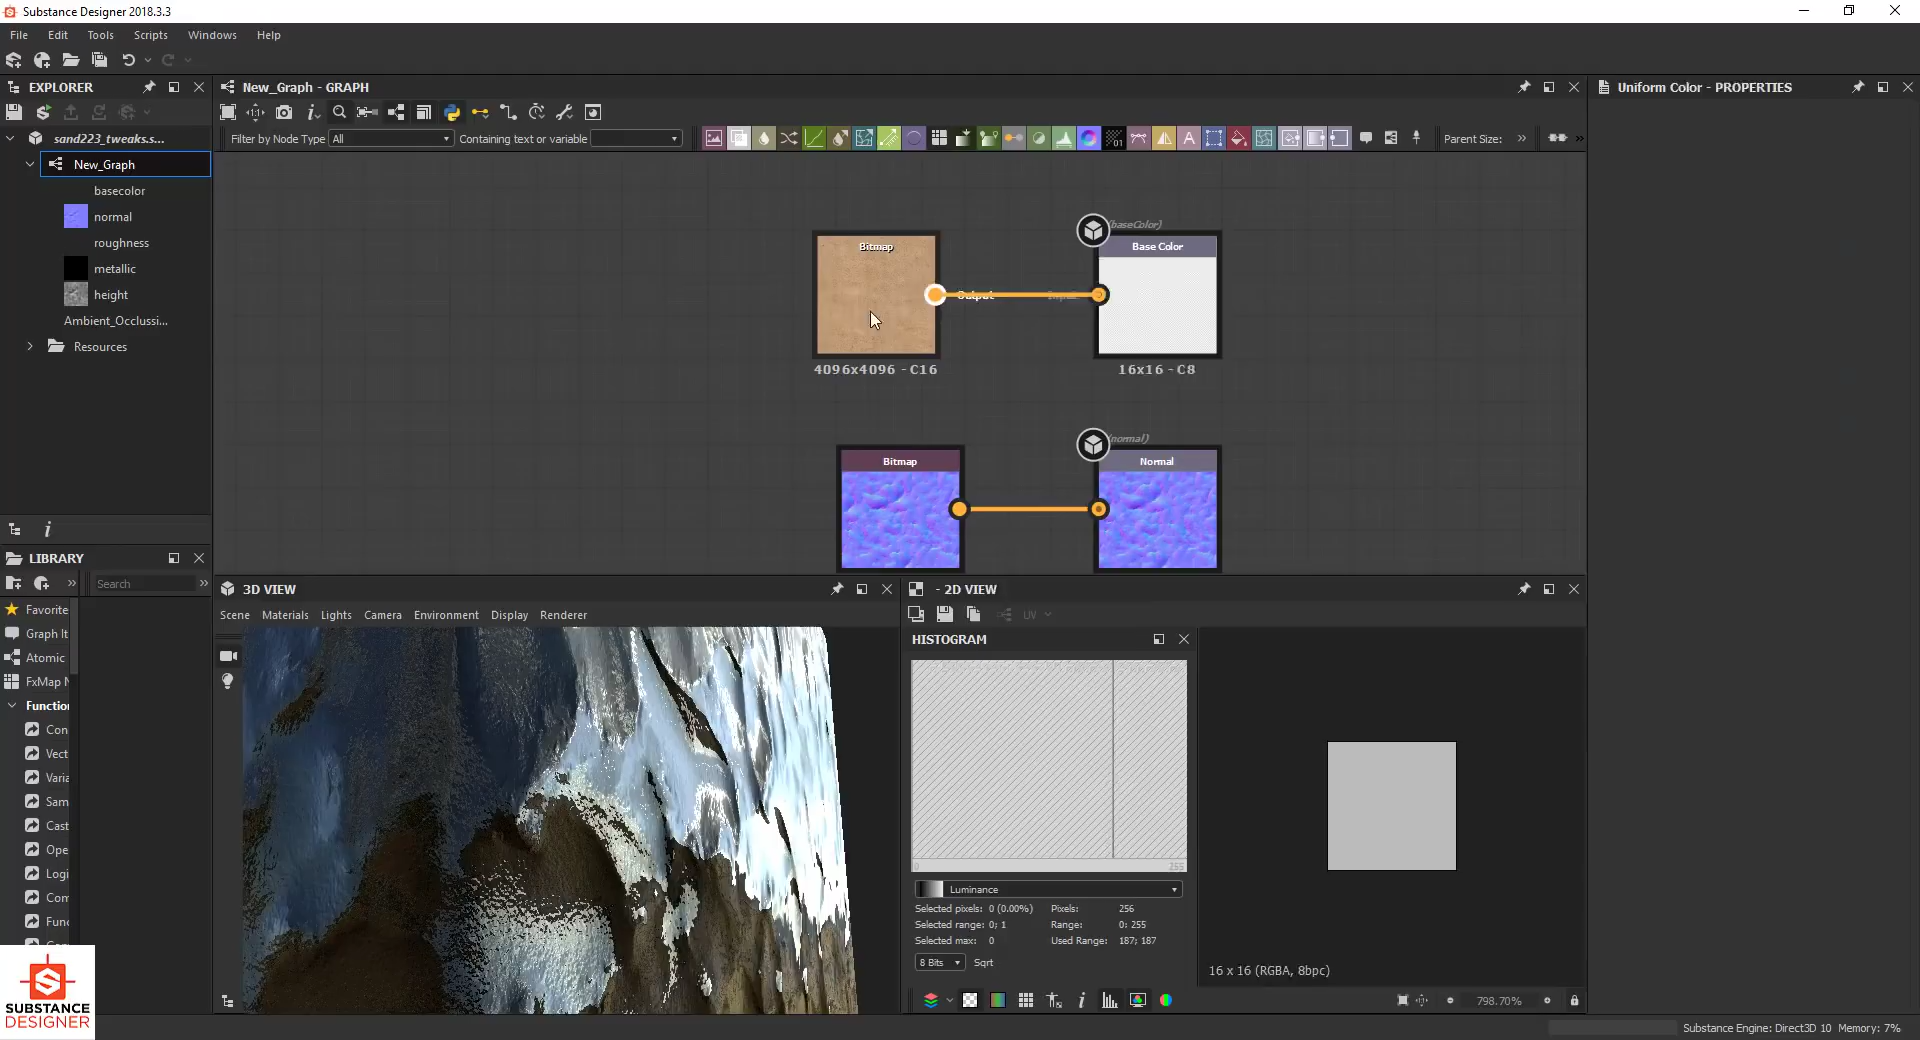 Substance Designer 2018.3.3
File Edit Tools Scripts Windows Help
EXPLORER
New_Graph - GRAPH
Uniform Color - PROPERTIES
Filter by Node Type All Containing text or variable
01
A
Parent Size:
sand223_tweaks.s...
New_Graph
basecolor
normal
roughness
metallic
height
Ambient_Occlussi...
Resources
(baseColor)
Bitmap
Base Color
Output
4096x4096 - C16
16x16 - C8
(normal)
Bitmap
Normal
LIBRARY
Search
Favorite
Graph It
Atomic
FxMap N
Function
Con
Vect
Varia
Sam
Cast
Ope
Logi
Com
Func
3D VIEW
Scene Materials Lights Camera Environment Display Renderer
- 2D VIEW
UV
HISTOGRAM
0 255
Luminance
Selected pixels: 0 (0.00%) Pixels: 256
Selected range: 0; 1 Range: 0; 255
Selected max: 0 Used Range: 187; 187
8 Bits Sqrt
16 x 16 (RGBA, 8bpc)
798.70%
SUBSTANCE
DESIGNER
Substance Engine: Direct3D 10 Memory: 7%